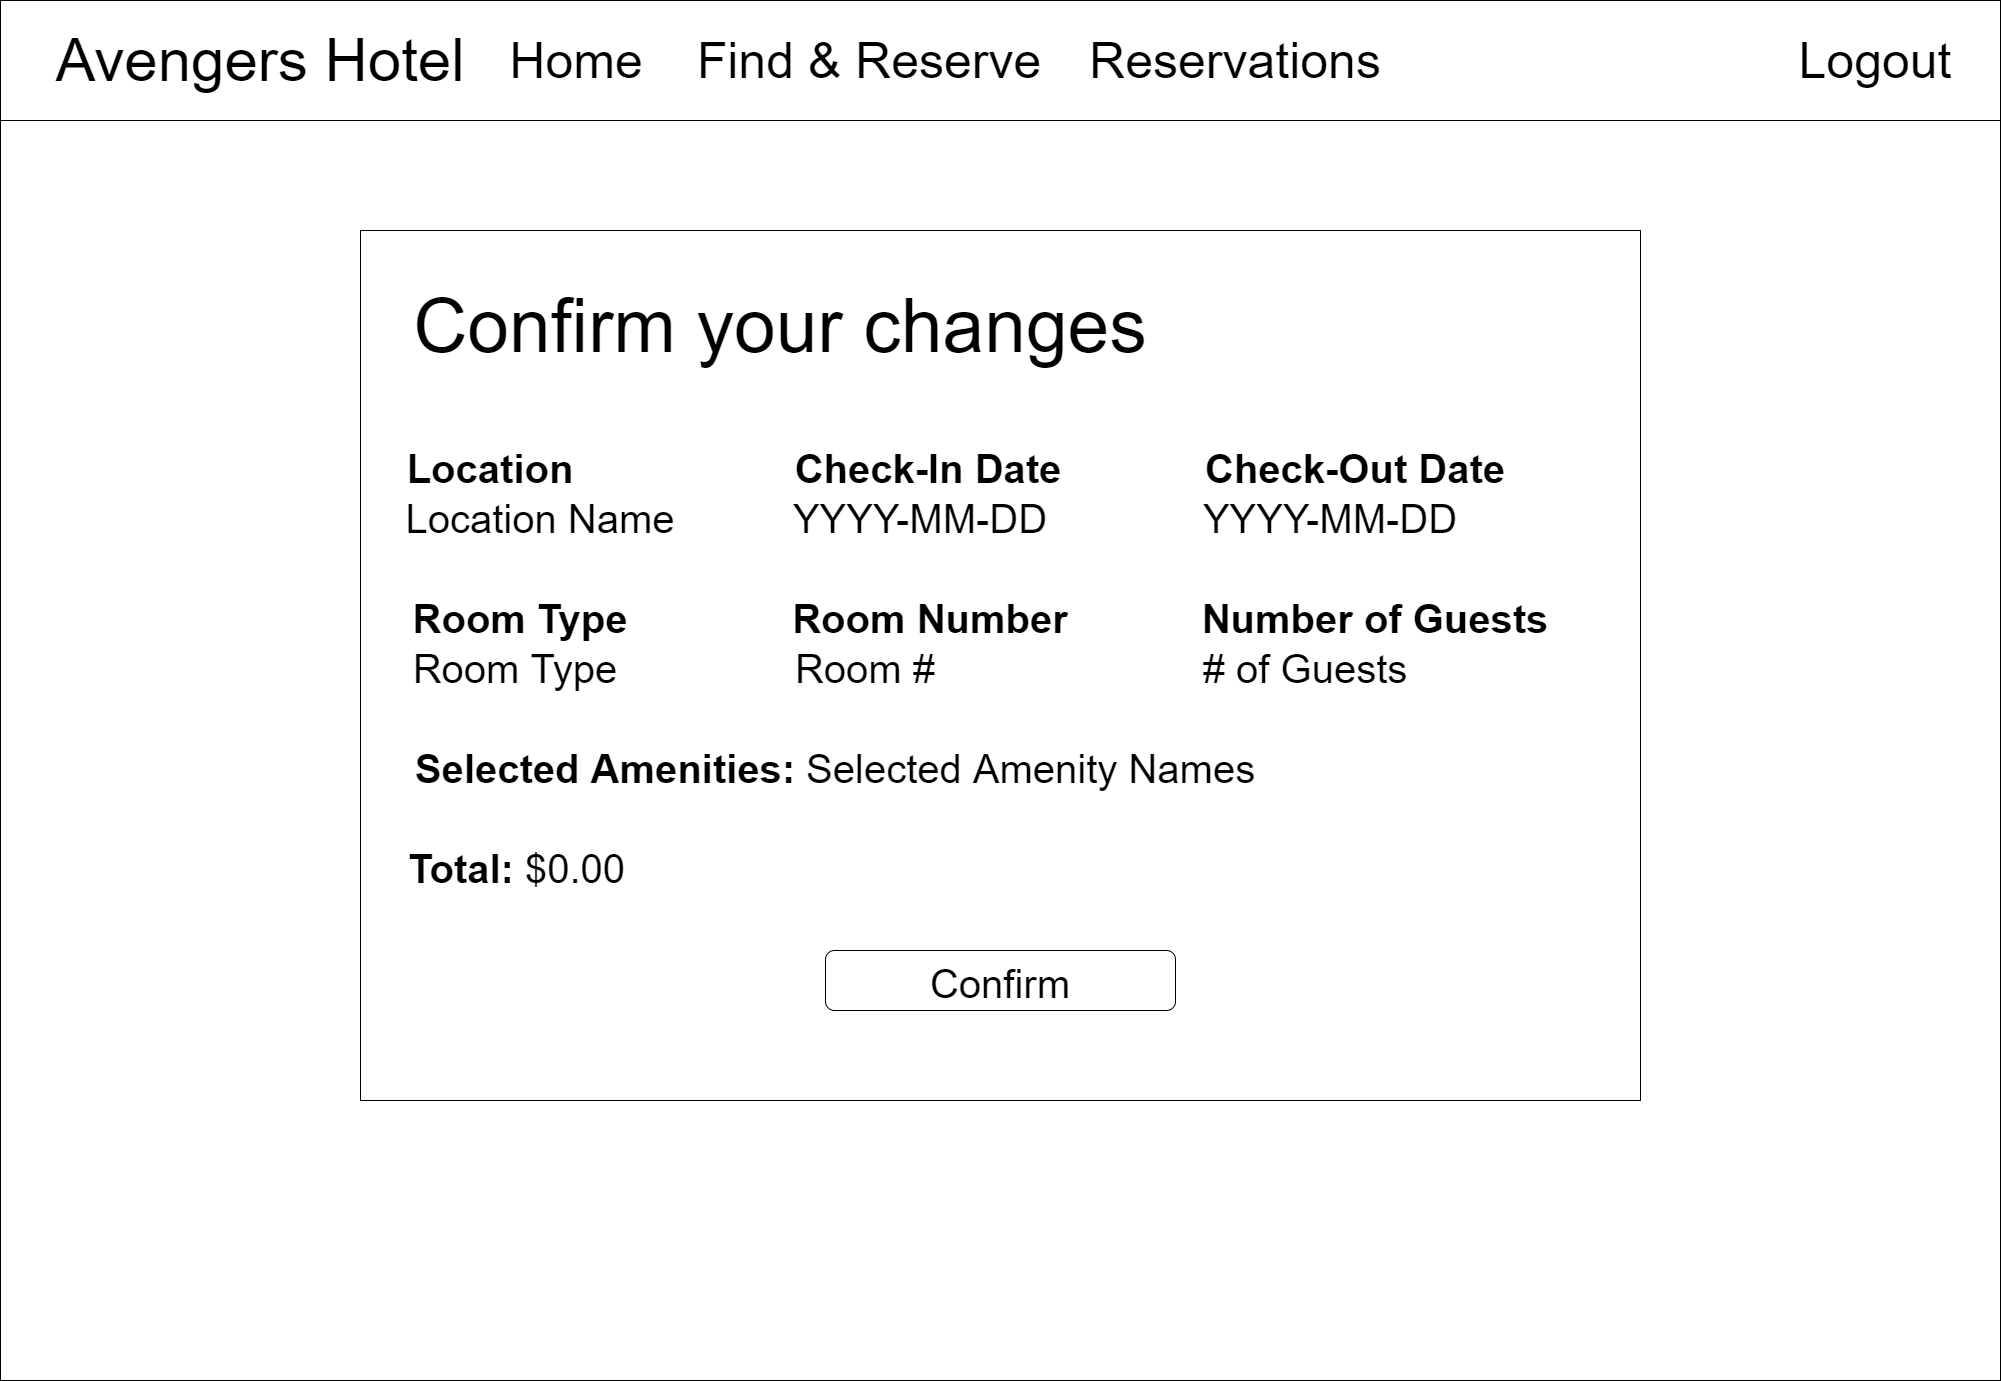 Avengers Hotel Home Find & Reserve Reservations Logout
Confirm your changes
Location Check-In Date Check-Out Date
Location Name YYYY-MM-DD YYYY-MM-DD
Room Type Room Number Number of Guests
Room Type Room # # of Guests
Selected Amenities: Selected Amenity Names
Total: $0.00
Confirm